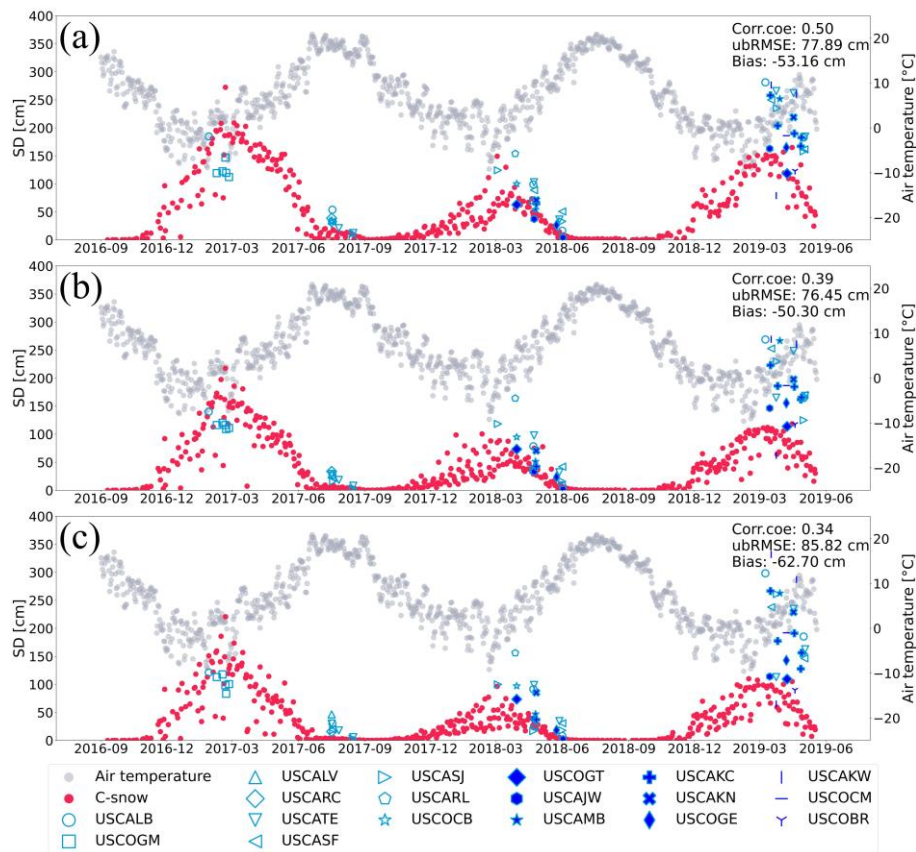 (a)
Corr.coe: 0.50
ubRMSE: 77.89 cm
Bias: -53.16 cm
400
350
300
250
200
150
100
50
0
SD [cm]
20
10
0
−10
−20
Air temperature [°C]
2016-09 2016-12 2017-03 2017-06 2017-09 2017-12 2018-03 2018-06 2018-09 2018-12 2019-03 2019-06
(b)
Corr.coe: 0.39
ubRMSE: 76.45 cm
Bias: -50.30 cm
400
350
300
250
200
150
100
50
0
SD [cm]
20
10
0
−10
−20
Air temperature [°C]
2016-09 2016-12 2017-03 2017-06 2017-09 2017-12 2018-03 2018-06 2018-09 2018-12 2019-03 2019-06
(c)
Corr.coe: 0.34
ubRMSE: 85.82 cm
Bias: -62.70 cm
400
350
300
250
200
150
100
50
0
SD [cm]
20
10
0
−10
−20
Air temperature [°C]
2016-09 2016-12 2017-03 2017-06 2017-09 2017-12 2018-03 2018-06 2018-09 2018-12 2019-03 2019-06
Air temperature USCALV USCASJ USCOGT USCAKC USCAKW
C-snow USCARC USCARL USCAJW USCAKN USCOCM
USCALB USCATE USCOCB USCAMB USCOGE USCOBR
USCOGM USCASF